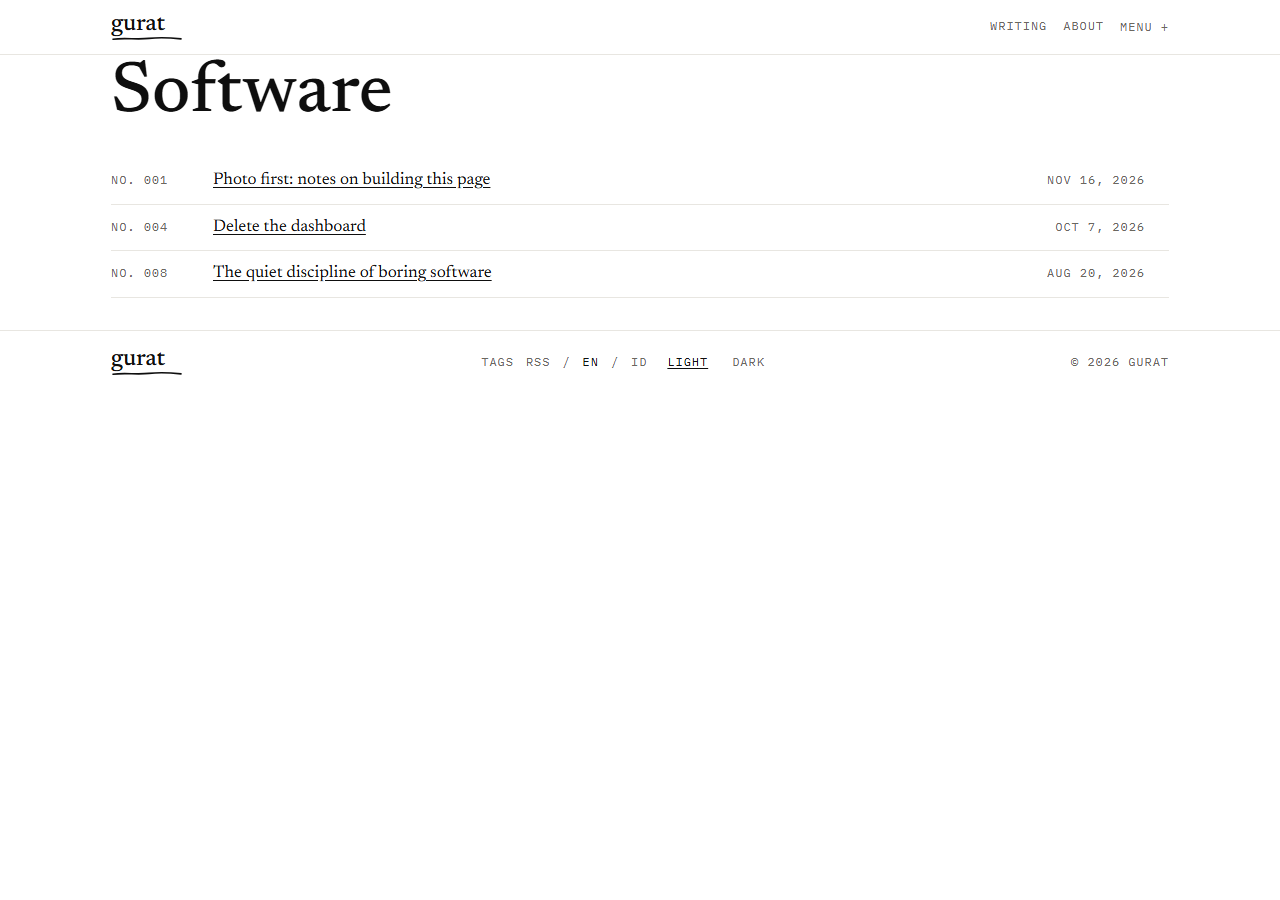 gurat WRITING ABOUT MENU +
Software
NO. 001 Photo first: notes on building this page NOV 16, 2026
NO. 004 Delete the dashboard OCT 7, 2026
NO. 008 The quiet discipline of boring software AUG 20, 2026
gurat TAGS RSS / EN / ID LIGHT DARK © 2026 GURAT